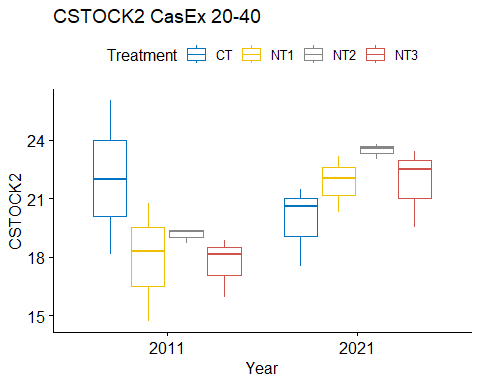 CSTOCK2 CasEx 20-40
Treatment CT NT1 NT2 NT3
24
21
18
15
CSTOCK2
2011 2021
Year